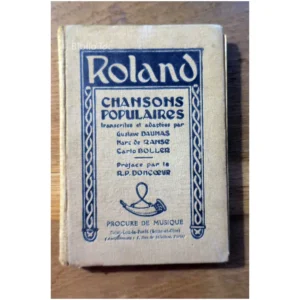 Roland
CHANSONS
POPULAIRES
transcrites et adaptées par
Gustave DAUMAS
Marc de RANSE
Carlo BOLLER
Préface par le
R.P. DONCŒUR
PROCURE DE MUSIQUE